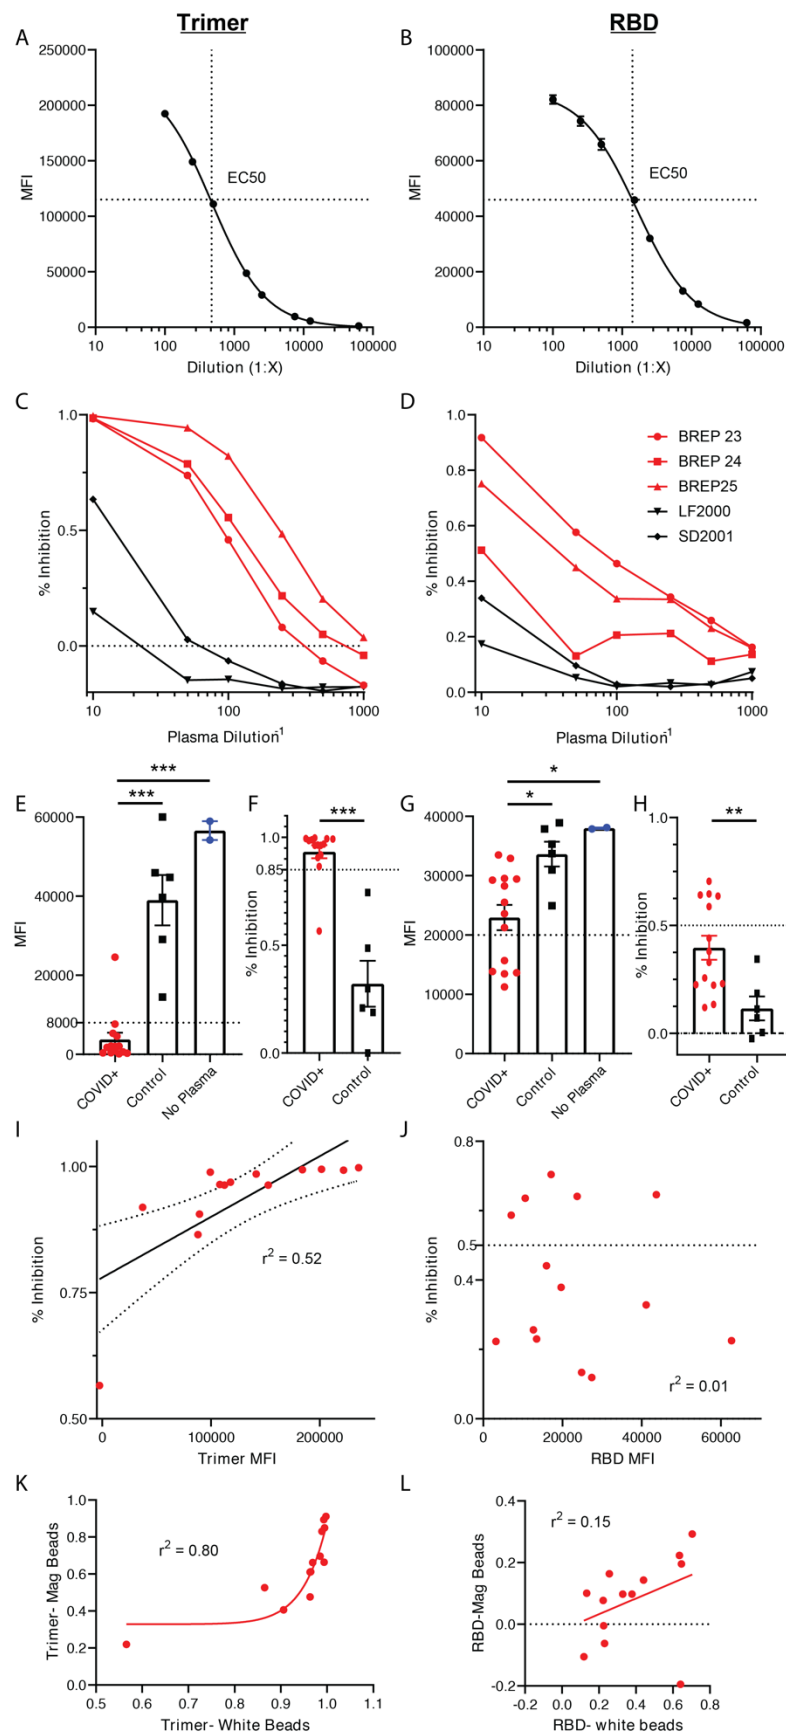 Trimer
RBD
A
250000
200000
150000
100000
50000
0
MFI
EC50
10
100
1000
10000
100000
Dilution (1:X)
B
100000
80000
60000
40000
20000
0
MFI
EC50
10
100
1000
10000
100000
Dilution (1:X)
C
1.0
0.5
0.0
% Inhibition
10
100
1000
Plasma Dilution-1
D
1.0
0.8
0.6
0.4
0.2
0.0
% Inhibition
BREP 23
BREP 24
BREP25
LF2000
SD2001
10
100
1000
Plasma Dilution-1
E
***
***
60000
40000
20000
8000
0
MFI
COVID+
Control
No Plasma
F
***
1.0
0.85
0.5
0.0
% Inhibition
COVID+
Control
G
*
*
40000
30000
20000
10000
0
MFI
COVID+
Control
No Plasma
H
**
1.0
0.5
0.0
% Inhibition
COVID+
Control
I
1.00
0.75
0.50
% Inhibition
r2 = 0.52
0
100000
200000
Trimer MFI
J
0.8
0.5
0.4
0.0
% Inhibition
r2 = 0.01
0
20000
40000
60000
RBD MFI
K
1.0
0.8
0.6
0.4
0.2
0.0
Trimer- Mag Beads
r2 = 0.80
0.5
0.6
0.7
0.8
0.9
1.0
1.1
Trimer- White Beads
L
0.4
0.2
0.0
-0.2
RBD-Mag Beads
r2 = 0.15
-0.2
0.0
0.2
0.4
0.6
0.8
RBD- white beads